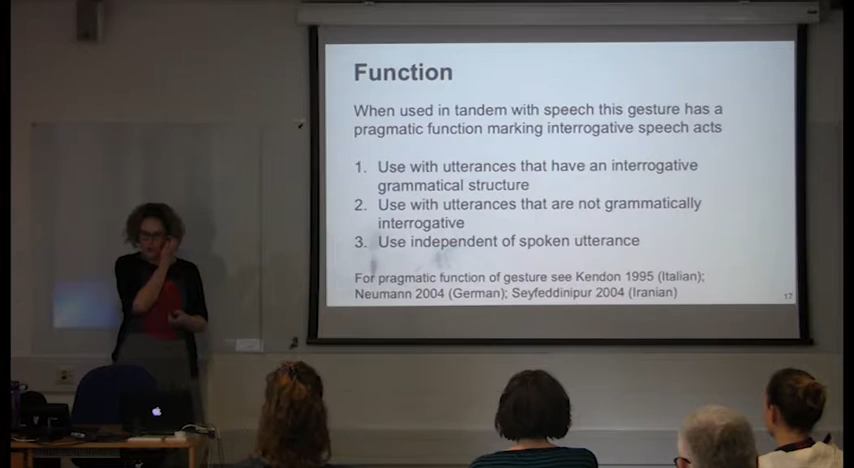 Function
When used in tandem with speech this gesture has a
pragmatic function marking interrogative speech acts
1. Use with utterances that have an interrogative
grammatical structure
2. Use with utterances that are not grammatically
interrogative
3. Use independent of spoken utterance
For pragmatic function of gesture see Kendon 1995 (Italian);
Neumann 2004 (German); Seyfeddinipur 2004 (Iranian)
17